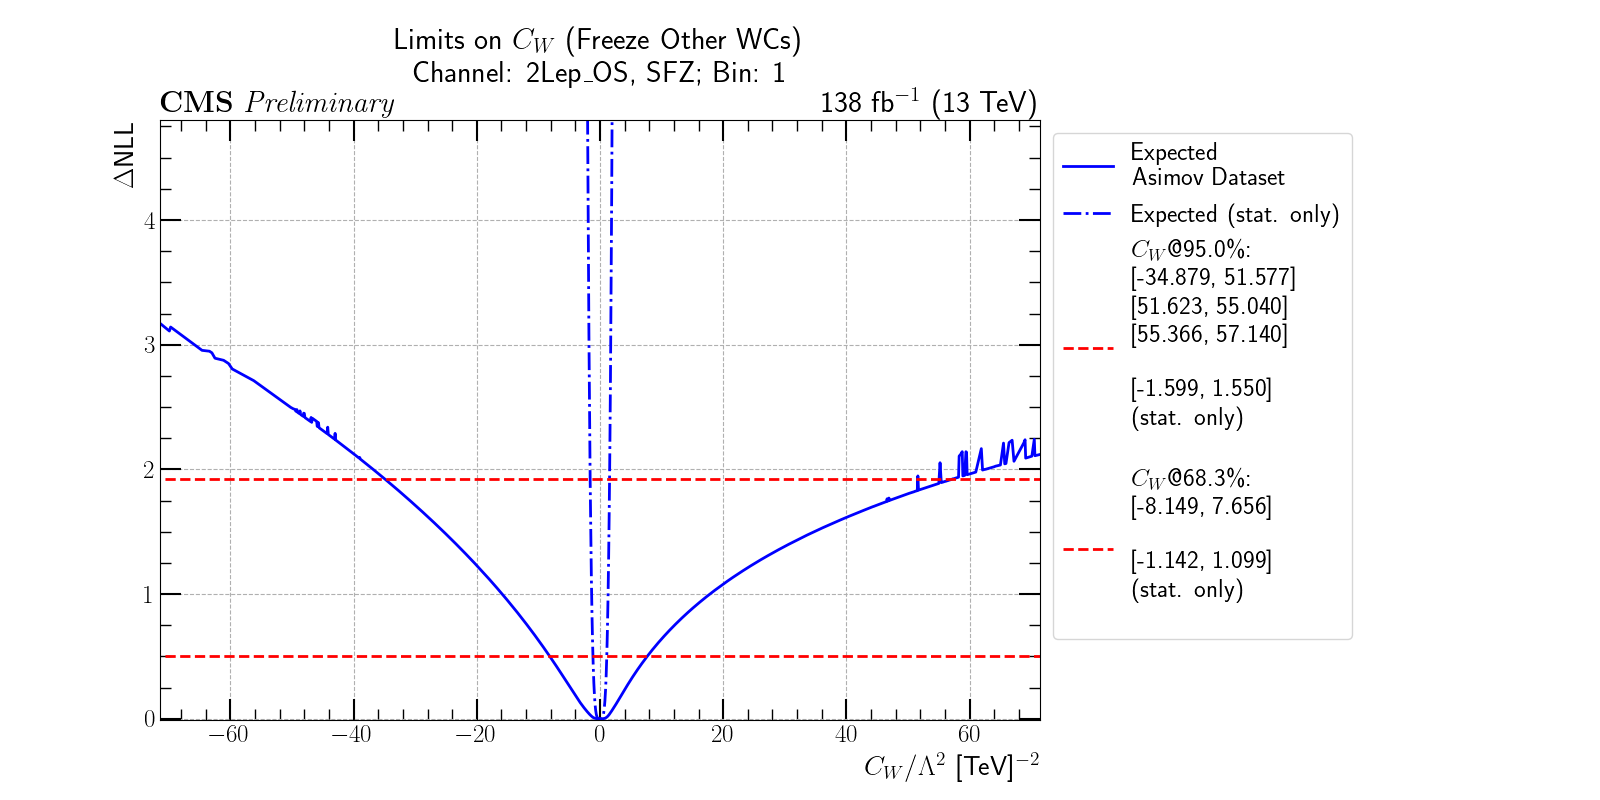 Limits on C_W (Freeze Other WCs)
Channel: 2Lep_OS, SFZ; Bin: 1
CMS Preliminary
138 fb⁻¹ (13 TeV)
ΔNLL
4
3
2
1
0
−60
−40
−20
0
20
40
60
C_W/Λ² [TeV]⁻²
Expected
Asimov Dataset
Expected (stat. only)
C_W@95.0%:
[-34.879, 51.577]
[51.623, 55.040]
[55.366, 57.140]
[-1.599, 1.550]
(stat. only)
C_W@68.3%:
[-8.149, 7.656]
[-1.142, 1.099]
(stat. only)